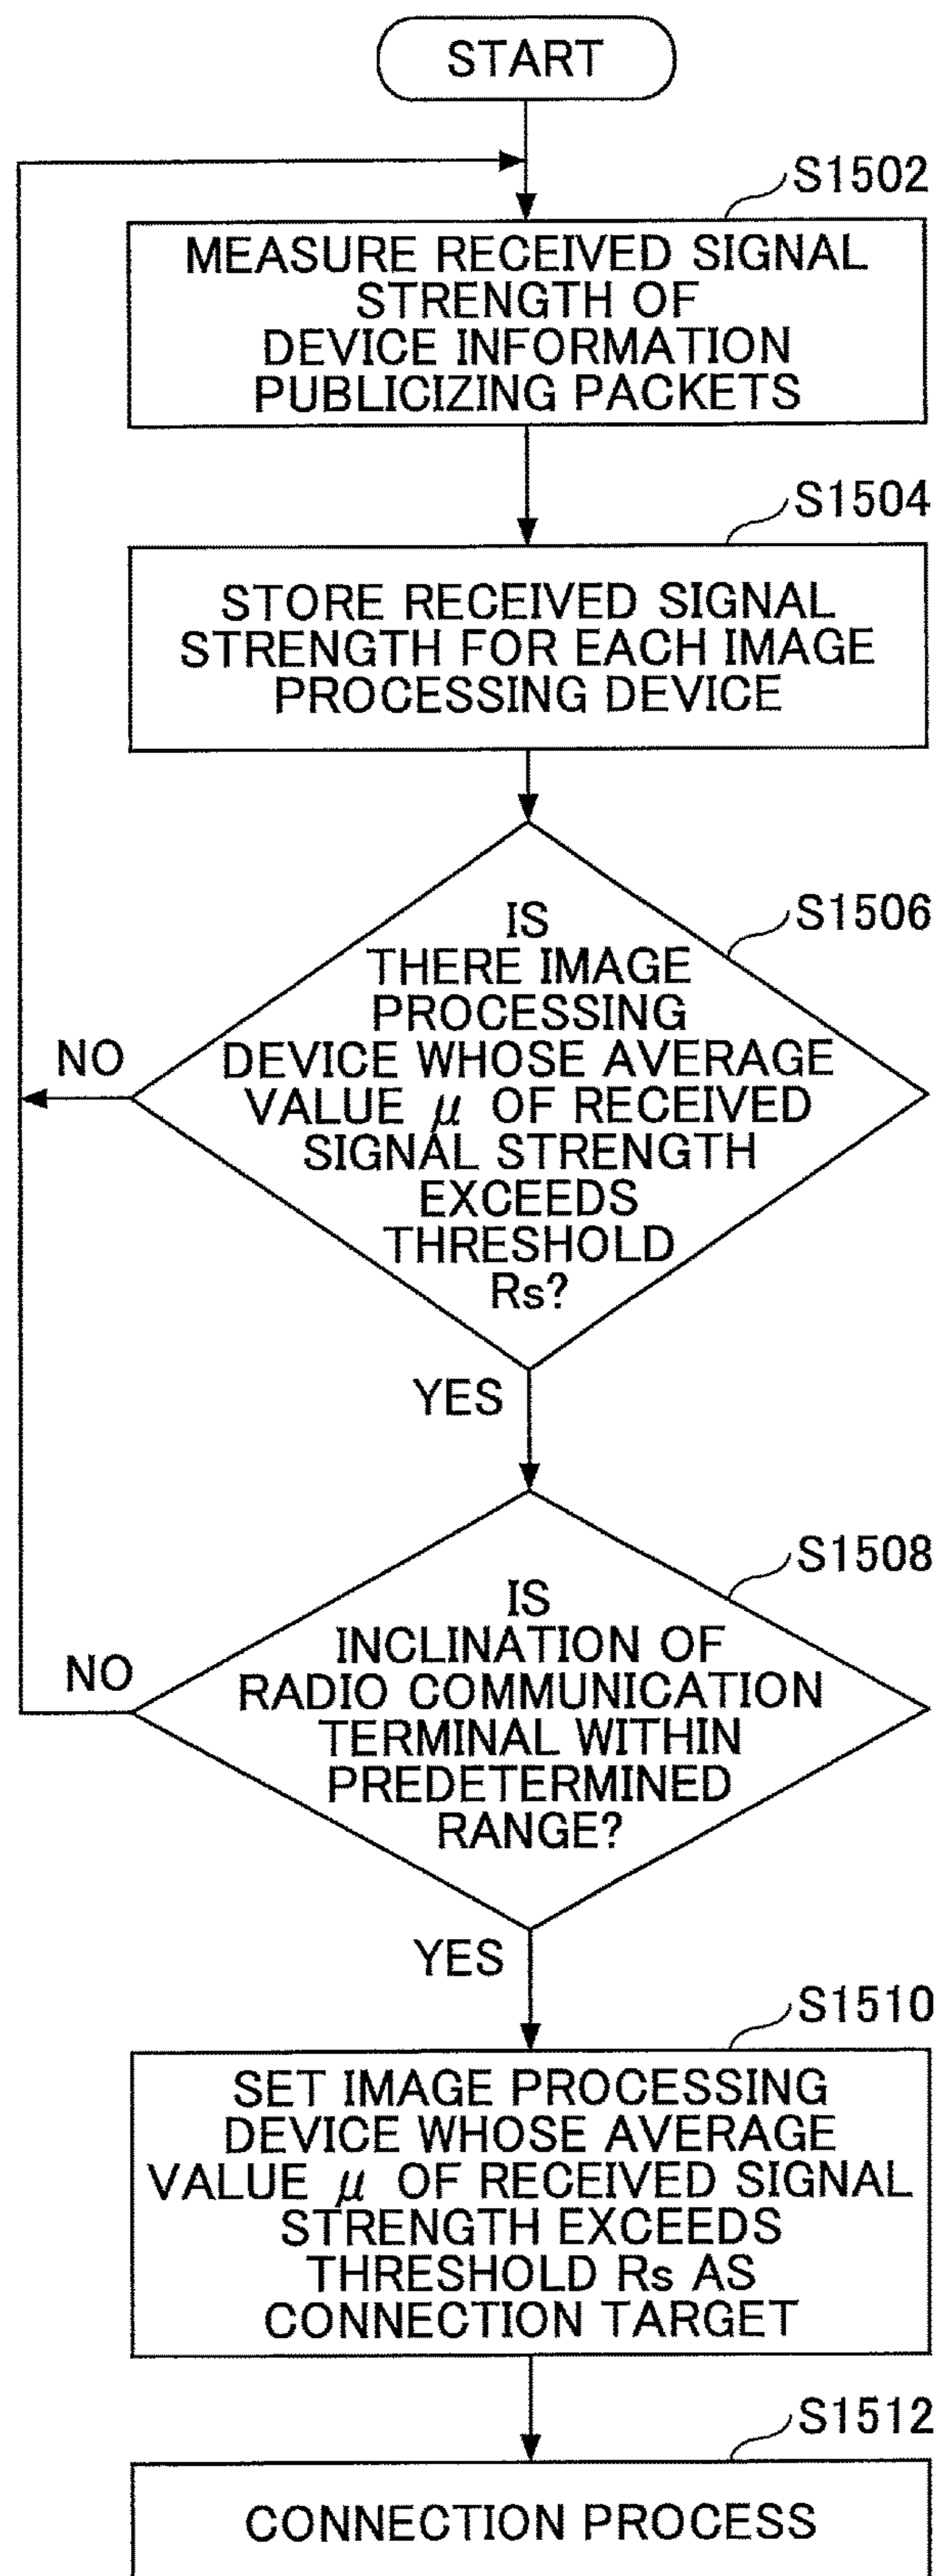 START
S1502
MEASURE RECEIVED SIGNAL
STRENGTH OF
DEVICE INFORMATION
PUBLICIZING PACKETS
S1504
STORE RECEIVED SIGNAL
STRENGTH FOR EACH IMAGE
PROCESSING DEVICE
S1506
IS
THERE IMAGE
PROCESSING
DEVICE WHOSE AVERAGE
VALUE μ OF RECEIVED
SIGNAL STRENGTH
EXCEEDS
THRESHOLD
Rs?
NO
YES
S1508
IS
INCLINATION OF
RADIO COMMUNICATION
TERMINAL WITHIN
PREDETERMINED
RANGE?
NO
YES
S1510
SET IMAGE PROCESSING
DEVICE WHOSE AVERAGE
VALUE μ OF RECEIVED SIGNAL
STRENGTH EXCEEDS
THRESHOLD Rs AS
CONNECTION TARGET
S1512
CONNECTION PROCESS